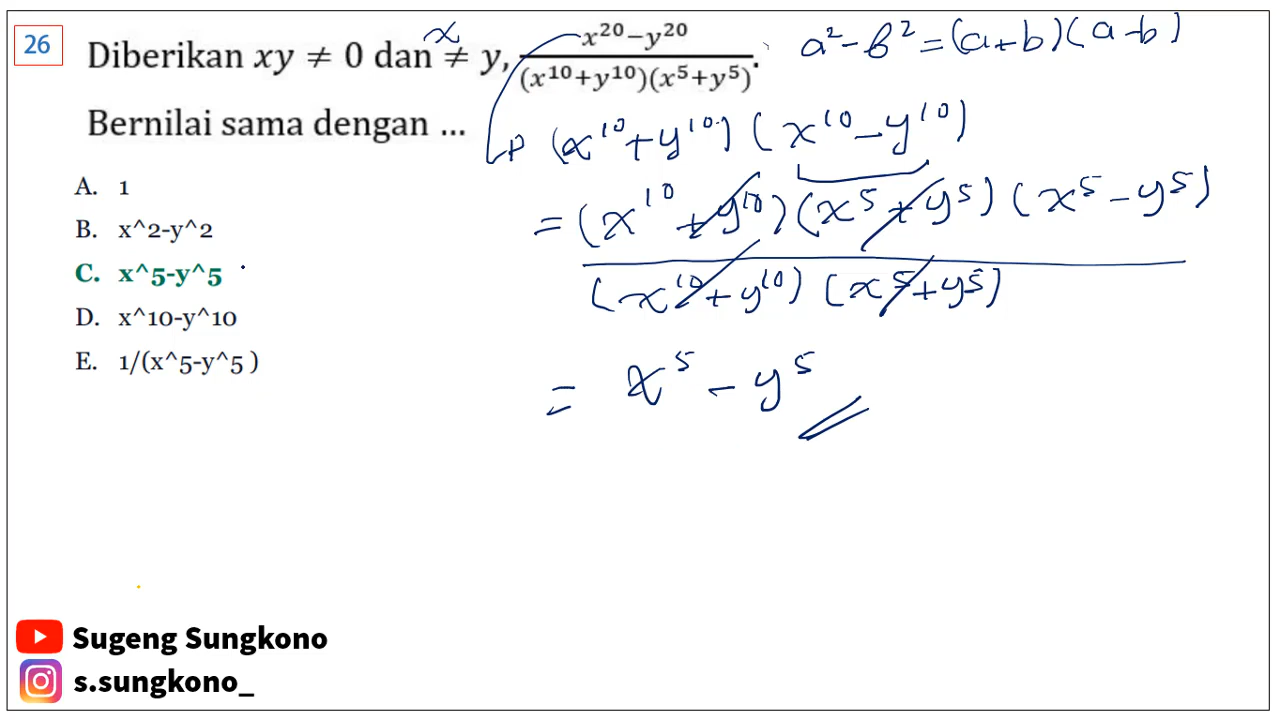 26
Diberikan xy ≠ 0 dan x ≠ y, \frac{x^{20}-y^{20}}{(x^{10}+y^{10})(x^5+y^5)}.
Bernilai sama dengan ...
A. 1
B. x^2-y^2
C. x^5-y^5
D. x^10-y^10
E. 1/(x^5-y^5 )
a² - b² = (a+b)(a-b)
(x^{10}+y^{10}) (x^{10}-y^{10})
= \frac{(x^{10}+y^{10})(x^5+y^5)(x^5-y^5)}{(x^{10}+y^{10})(x^5+y^5)}
= x^5 - y^5
Sugeng Sungkono
s.sungkono_